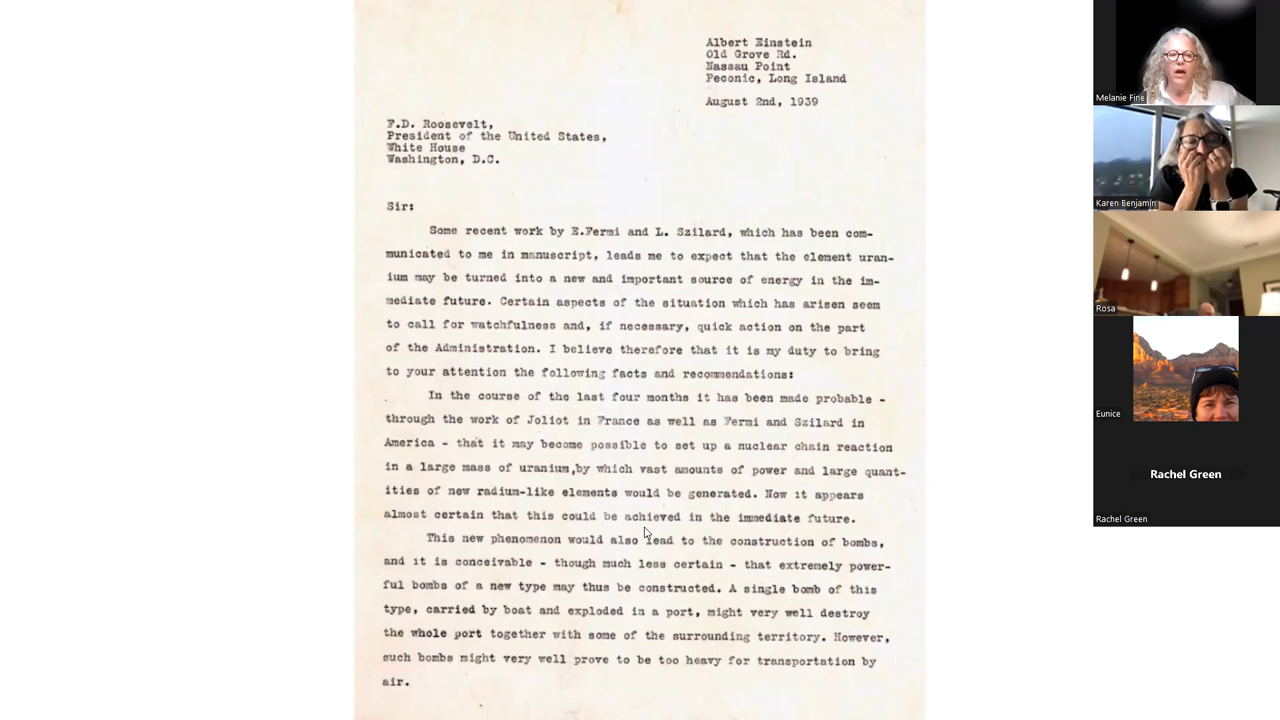 Albert Einstein
Old Grove Rd.
Nassau Point
Peconic, Long Island
August 2nd, 1939
F.D. Roosevelt,
President of the United States,
White House
Washington, D.C.
Sir:
Some recent work by E.Fermi and L. Szilard, which has been com-
municated to me in manuscript, leads me to expect that the element uran-
ium may be turned into a new and important source of energy in the im-
mediate future. Certain aspects of the situation which has arisen seem
to call for watchfulness and, if necessary, quick action on the part
of the Administration. I believe therefore that it is my duty to bring
to your attention the following facts and recommendations:
In the course of the last four months it has been made probable -
through the work of Joliot in France as well as Fermi and Szilard in
America - that it may become possible to set up a nuclear chain reaction
in a large mass of uranium,by which vast amounts of power and large quant-
ities of new radium-like elements would be generated. Now it appears
almost certain that this could be achieved in the immediate future.
This new phenomenon would also lead to the construction of bombs,
and it is conceivable - though much less certain - that extremely power-
ful bombs of a new type may thus be constructed. A single bomb of this
type, carried by boat and exploded in a port, might very well destroy
the whole port together with some of the surrounding territory. However,
such bombs might very well prove to be too heavy for transportation by
air.
Melanie Fine
Karen Benjamin
Rosa
Eunice
Rachel Green
Rachel Green